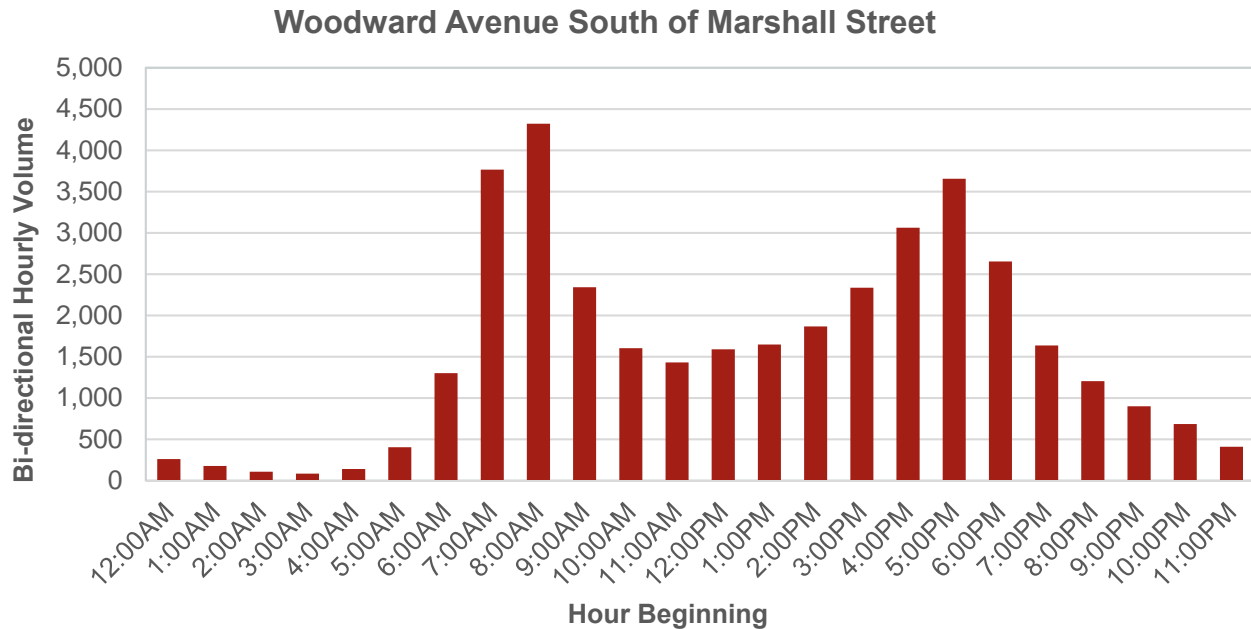 Woodward Avenue South of Marshall Street
Bi-directional Hourly Volume
5,000
4,500
4,000
3,500
3,000
2,500
2,000
1,500
1,000
500
0
12:00AM
1:00AM
2:00AM
3:00AM
4:00AM
5:00AM
6:00AM
7:00AM
8:00AM
9:00AM
10:00AM
11:00AM
12:00PM
1:00PM
2:00PM
3:00PM
4:00PM
5:00PM
6:00PM
7:00PM
8:00PM
9:00PM
10:00PM
11:00PM
Hour Beginning